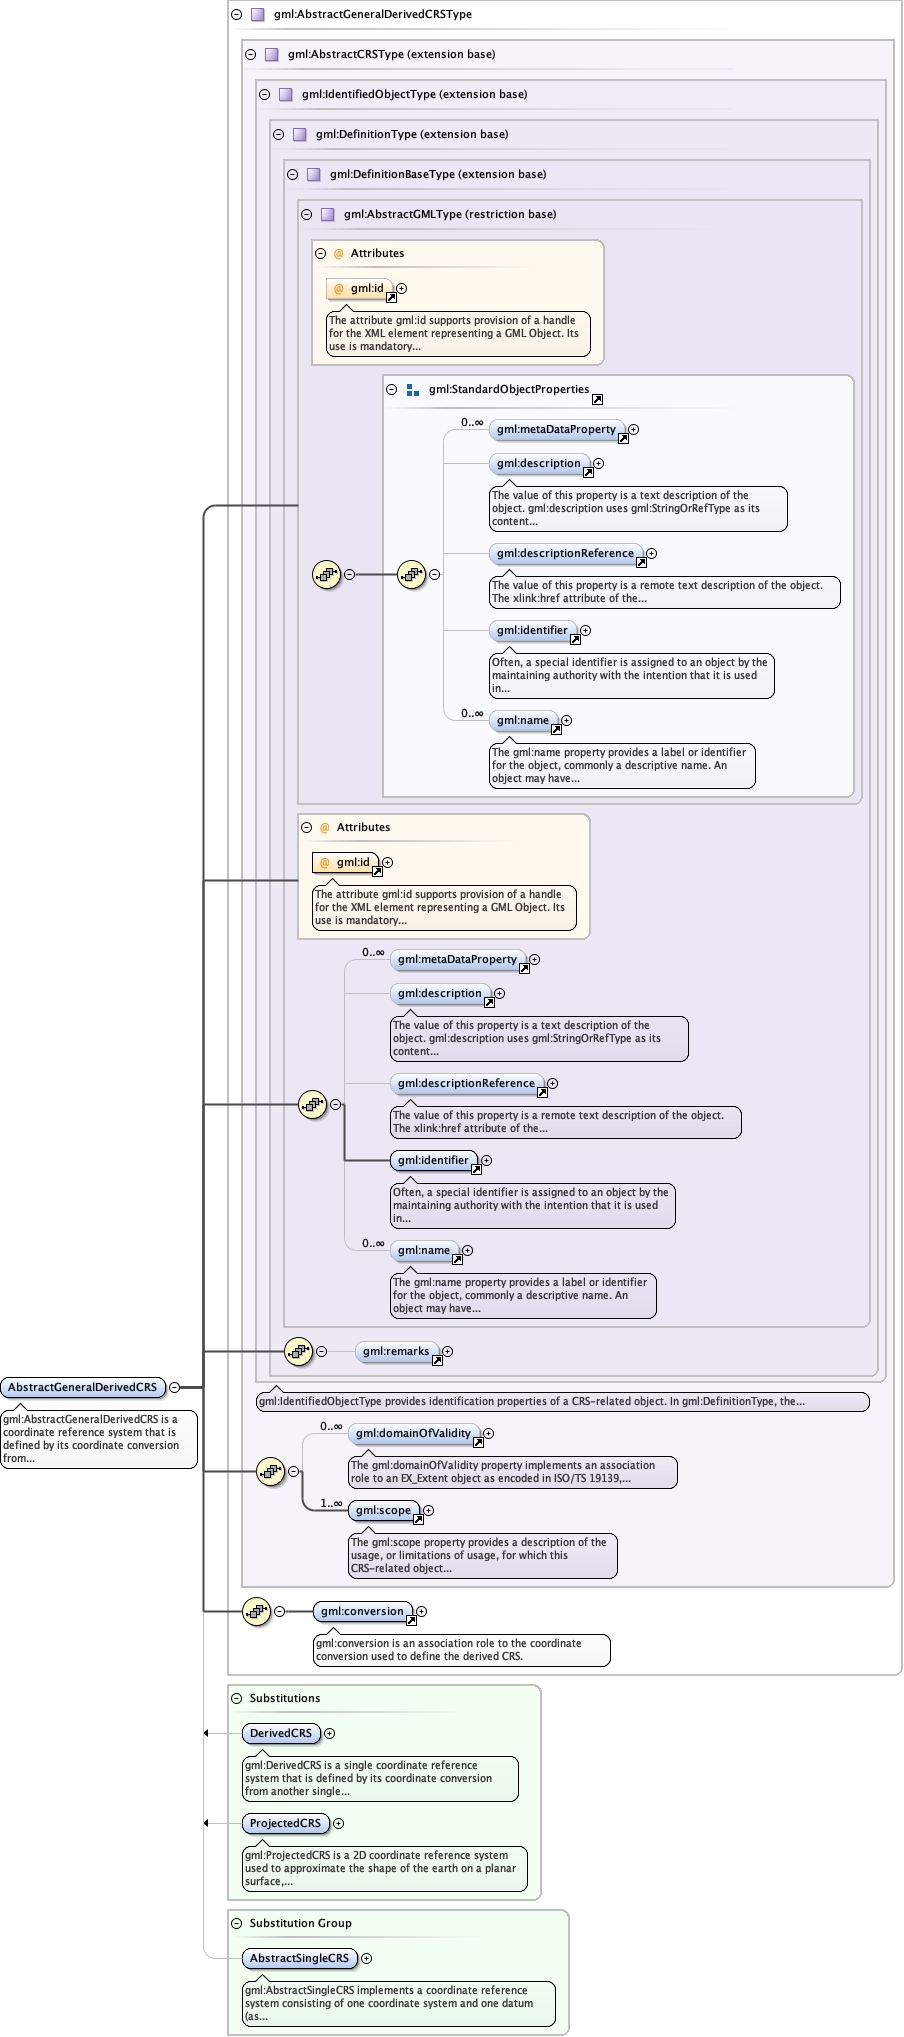 gml:AbstractGeneralDerivedCRSType
gml:AbstractCRSType (extension base)
gml:IdentifiedObjectType (extension base)
gml:DefinitionType (extension base)
gml:DefinitionBaseType (extension base)
gml:AbstractGMLType (restriction base)
@ Attributes
@ gml:id
The attribute gml:id supports provision of a handle
for the XML element representing a GML Object. Its
use is mandatory...
gml:StandardObjectProperties
0..∞
gml:metaDataProperty
gml:description
The value of this property is a text description of the
object. gml:description uses gml:StringOrRefType as its
content...
gml:descriptionReference
The value of this property is a remote text description of the object.
The xlink:href attribute of the...
gml:identifier
Often, a special identifier is assigned to an object by the
maintaining authority with the intention that it is used
in...
0..∞
gml:name
The gml:name property provides a label or identifier
for the object, commonly a descriptive name. An
object may have...
@ Attributes
@ gml:id
The attribute gml:id supports provision of a handle
for the XML element representing a GML Object. Its
use is mandatory...
0..∞
gml:metaDataProperty
gml:description
The value of this property is a text description of the
object. gml:description uses gml:StringOrRefType as its
content...
gml:descriptionReference
The value of this property is a remote text description of the object.
The xlink:href attribute of the...
gml:identifier
Often, a special identifier is assigned to an object by the
maintaining authority with the intention that it is used
in...
0..∞
gml:name
The gml:name property provides a label or identifier
for the object, commonly a descriptive name. An
object may have...
gml:remarks
AbstractGeneralDerivedCRS
gml:AbstractGeneralDerivedCRS is a
coordinate reference system that is
defined by its coordinate conversion
from...
gml:IdentifiedObjectType provides identification properties of a CRS-related object. In gml:DefinitionType, the...
0..∞
gml:domainOfValidity
The gml:domainOfValidity property implements an association
role to an EX_Extent object as encoded in ISO/TS 19139,...
1..∞
gml:scope
The gml:scope property provides a description of the
usage, or limitations of usage, for which this
CRS-related object...
gml:conversion
gml:conversion is an association role to the coordinate
conversion used to define the derived CRS.
Substitutions
DerivedCRS
gml:DerivedCRS is a single coordinate reference
system that is defined by its coordinate conversion
from another single...
ProjectedCRS
gml:ProjectedCRS is a 2D coordinate reference system
used to approximate the shape of the earth on a planar
surface,...
Substitution Group
AbstractSingleCRS
gml:AbstractSingleCRS implements a coordinate reference
system consisting of one coordinate system and one datum
(as...